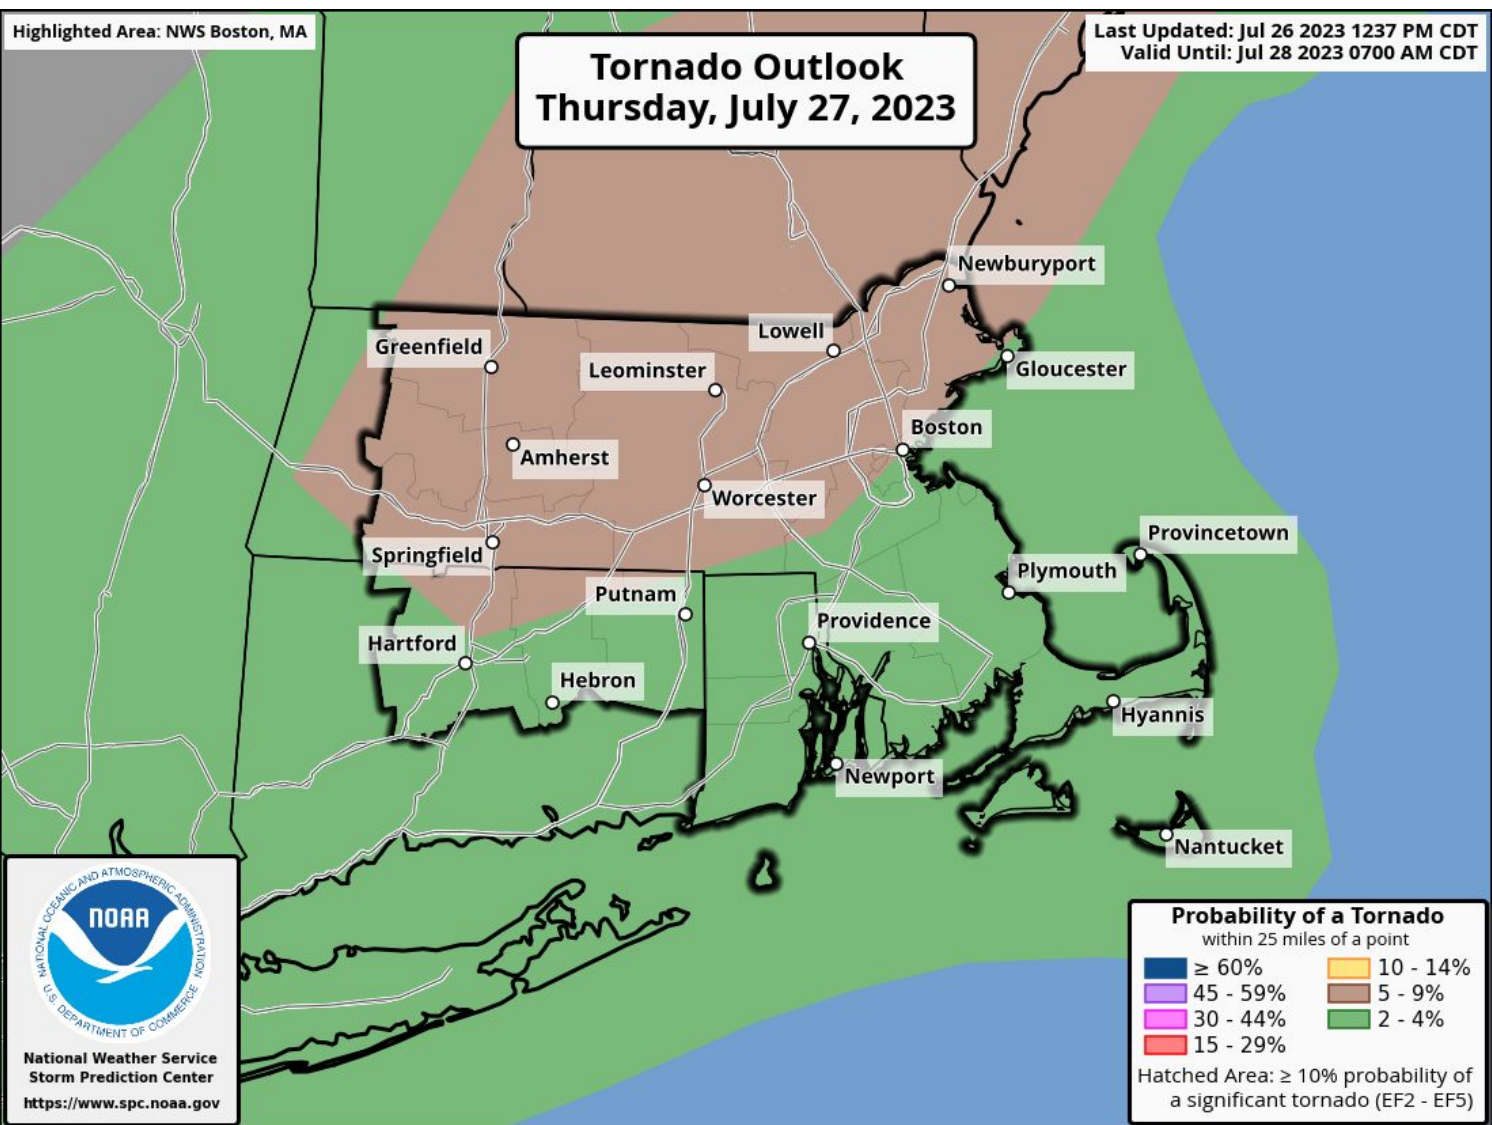 Highlighted Area: NWS Boston, MA
Last Updated: Jul 26 2023 1237 PM CDT
Valid Until: Jul 28 2023 0700 AM CDT
Tornado Outlook
Thursday, July 27, 2023
Newburyport
Lowell
Greenfield
Leominster
Gloucester
Boston
Amherst
Worcester
Provincetown
Springfield
Plymouth
Putnam
Providence
Hartford
Hebron
Hyannis
Newport
Nantucket
NATIONAL OCEANIC AND ATMOSPHERIC ADMINISTRATION
NOAA
U.S. DEPARTMENT OF COMMERCE
National Weather Service
Storm Prediction Center
https://www.spc.noaa.gov
Probability of a Tornado
within 25 miles of a point
≥ 60% 10 - 14%
45 - 59% 5 - 9%
30 - 44% 2 - 4%
15 - 29%
Hatched Area: ≥ 10% probability of
a significant tornado (EF2 - EF5)